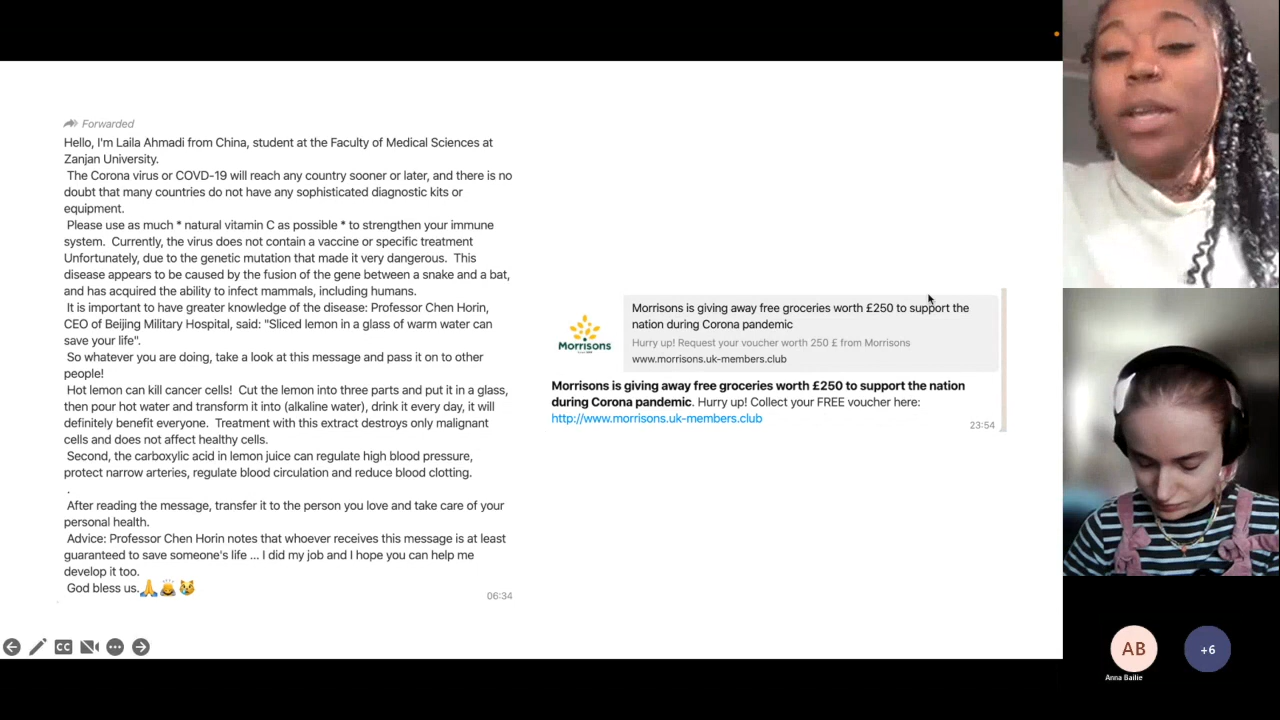 Forwarded
Hello, I'm Laila Ahmadi from China, student at the Faculty of Medical Sciences at
Zanjan University.
The Corona virus or COVD-19 will reach any country sooner or later, and there is no
doubt that many countries do not have any sophisticated diagnostic kits or
equipment.
Please use as much * natural vitamin C as possible * to strengthen your immune
system. Currently, the virus does not contain a vaccine or specific treatment
Unfortunately, due to the genetic mutation that made it very dangerous. This
disease appears to be caused by the fusion of the gene between a snake and a bat,
and has acquired the ability to infect mammals, including humans.
It is important to have greater knowledge of the disease: Professor Chen Horin,
CEO of Beijing Military Hospital, said: "Sliced lemon in a glass of warm water can
save your life".
So whatever you are doing, take a look at this message and pass it on to other
people!
Hot lemon can kill cancer cells! Cut the lemon into three parts and put it in a glass,
then pour hot water and transform it into (alkaline water), drink it every day, it will
definitely benefit everyone. Treatment with this extract destroys only malignant
cells and does not affect healthy cells.
Second, the carboxylic acid in lemon juice can regulate high blood pressure,
protect narrow arteries, regulate blood circulation and reduce blood clotting.
.
After reading the message, transfer it to the person you love and take care of your
personal health.
Advice: Professor Chen Horin notes that whoever receives this message is at least
guaranteed to save someone's life ... I did my job and I hope you can help me
develop it too.
God bless us.🙏🙇😿
06:34
Morrisons
Morrisons is giving away free groceries worth £250 to support the
nation during Corona pandemic
Hurry up! Request your voucher worth 250 £ from Morrisons
www.morrisons.uk-members.club
Morrisons is giving away free groceries worth £250 to support the nation
during Corona pandemic. Hurry up! Collect your FREE voucher here:
http://www.morrisons.uk-members.club
23:54
CC
AB
+6
Anna Bailie